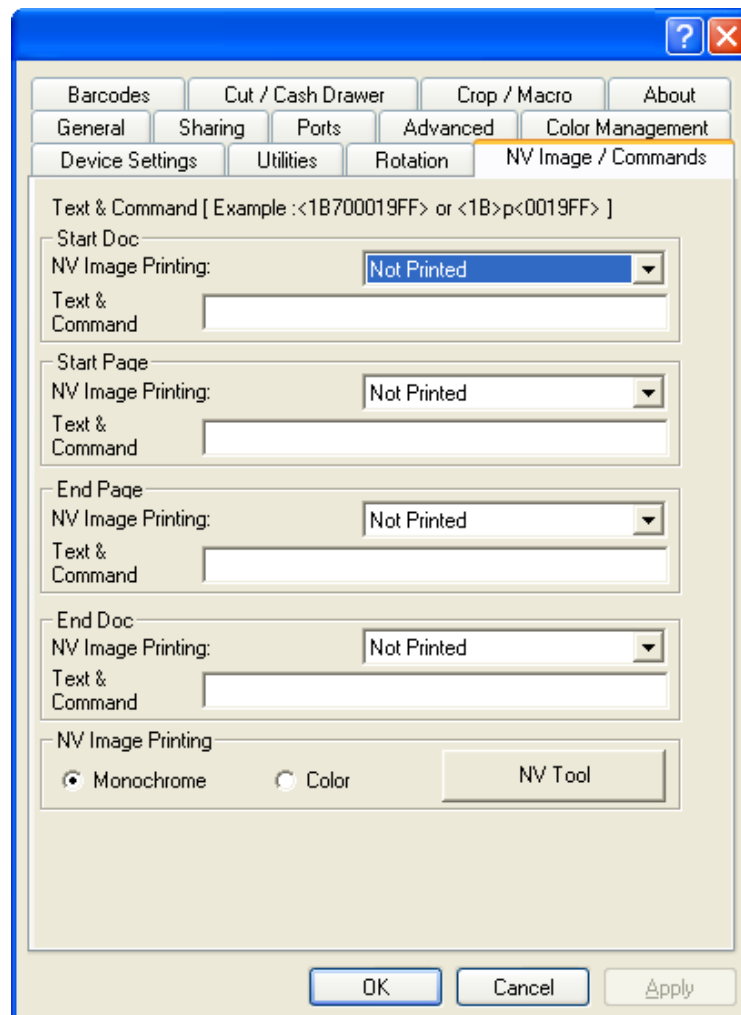 ?
Barcodes Cut / Cash Drawer Crop / Macro About
General Sharing Ports Advanced Color Management
Device Settings Utilities Rotation NV Image / Commands
Text & Command [ Example :<1B700019FF> or <1B>p<0019FF> ]
Start Doc
NV Image Printing: Not Printed
Text &
Command
Start Page
NV Image Printing: Not Printed
Text &
Command
End Page
NV Image Printing: Not Printed
Text &
Command
End Doc
NV Image Printing: Not Printed
Text &
Command
NV Image Printing
Monochrome Color NV Tool
OK Cancel Apply